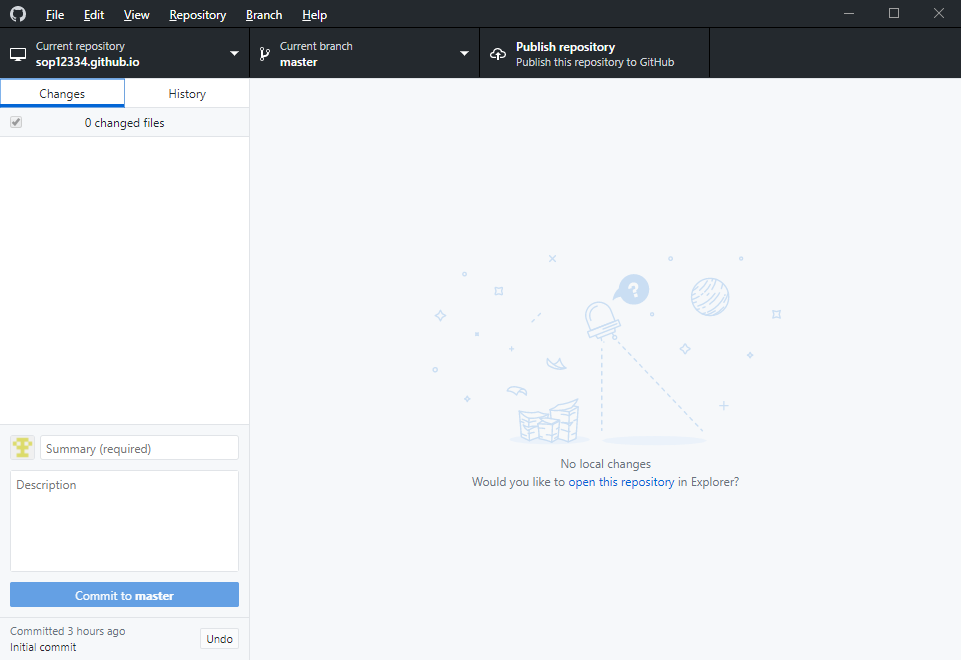 File Edit View Repository Branch Help
Current repository
sop12334.github.io
Current branch
master
Publish repository
Publish this repository to GitHub
Changes History
0 changed files
?
No local changes
Would you like to open this repository in Explorer?
Summary (required)
Description
Commit to master
Committed 3 hours ago
Initial commit
Undo